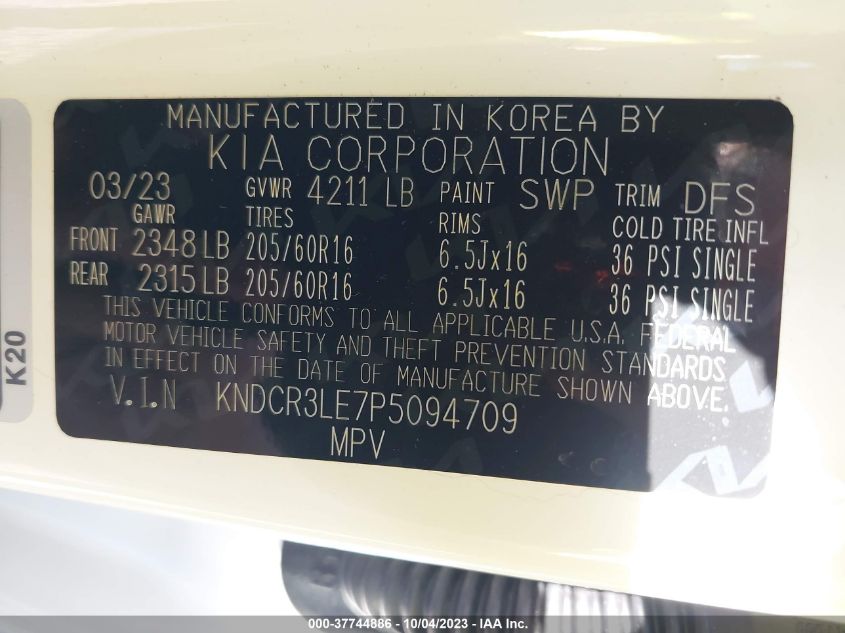 MANUFACTURED IN KOREA BY
KIA CORPORATION
03/23 GVWR 4211 LB PAINT SWP TRIM DFS
GAWR TIRES RIMS COLD TIRE INFL
FRONT 2348 LB 205/60R16 6.5Jx16 36 PSI SINGLE
REAR 2315 LB 205/60R16 6.5Jx16 36 PSI SINGLE
THIS VEHICLE CONFORMS TO ALL APPLICABLE U.S.A. FEDERAL
MOTOR VEHICLE SAFETY AND THEFT PREVENTION STANDARDS
IN EFFECT ON THE DATE OF MANUFACTURE SHOWN ABOVE.
V.I.N KNDCR3LE7P5094709
MPV
K20
000-37744886 - 10/04/2023 - IAA Inc.